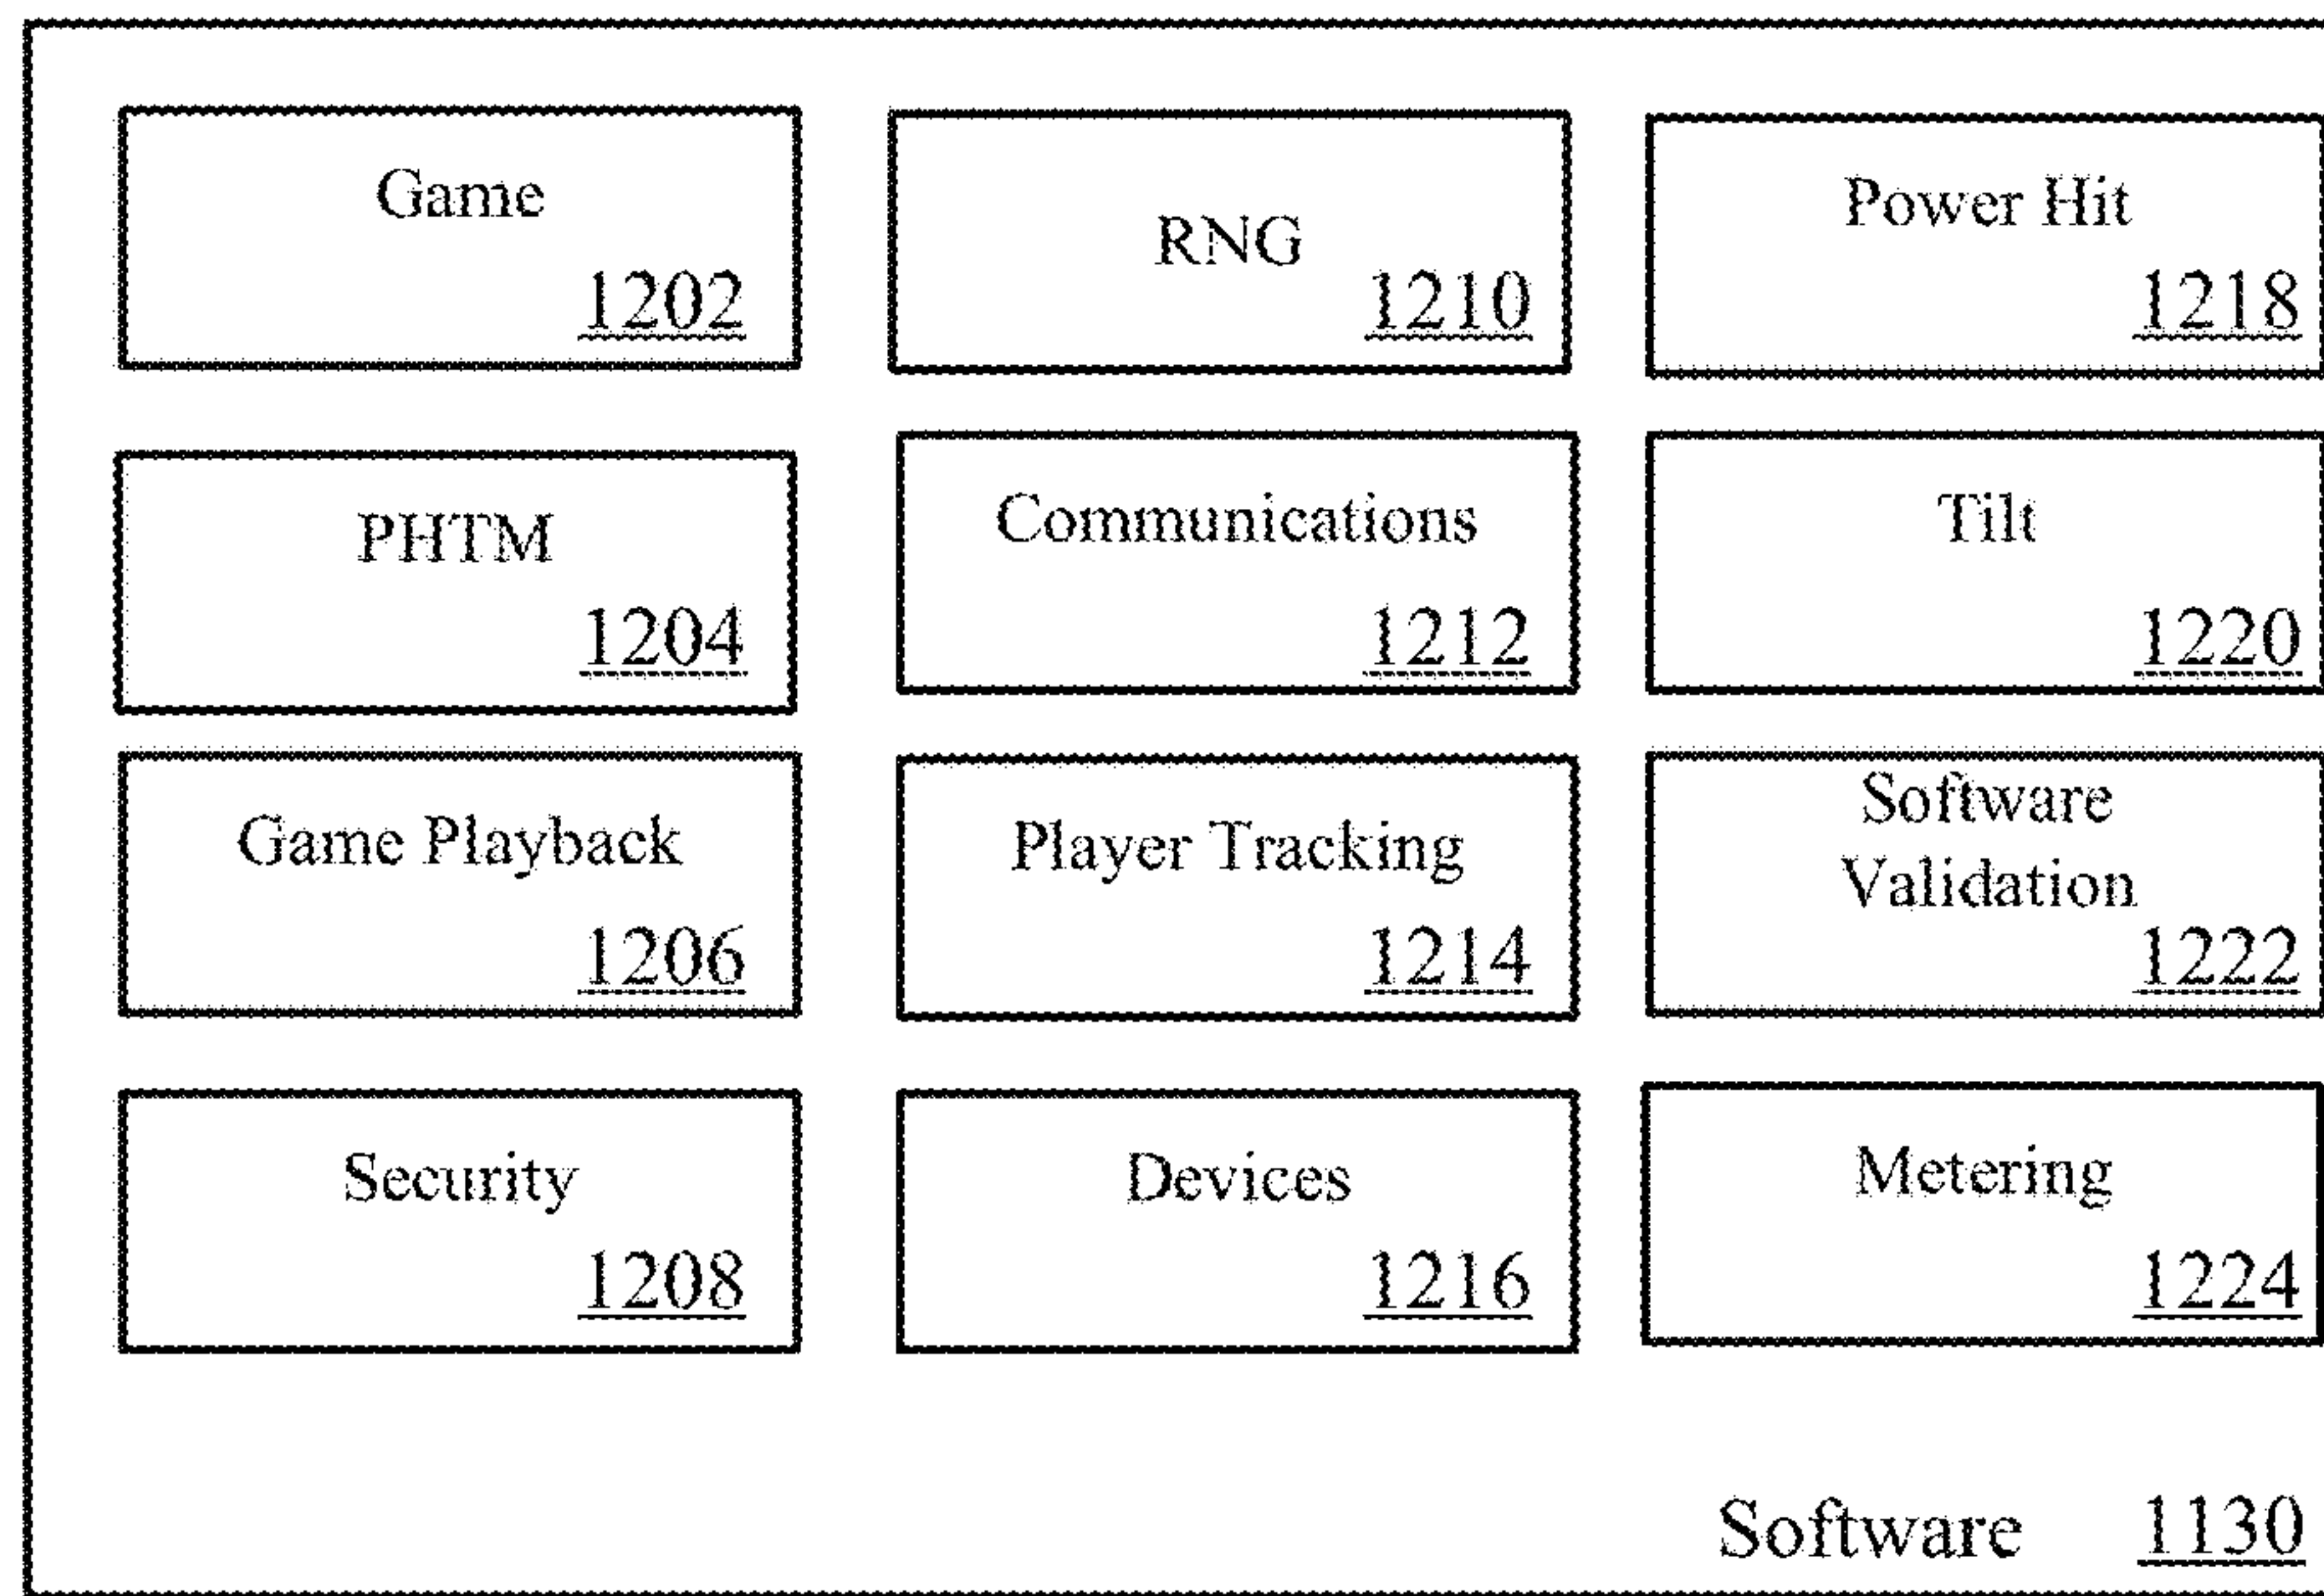 Game
1202
RNG
1210
Power Hit
1218
PHTM
1204
Communications
1212
Tilt
1220
Game Playback
1206
Player Tracking
1214
Software
Validation
1222
Security
1208
Devices
1216
Metering
1224
Software 1130